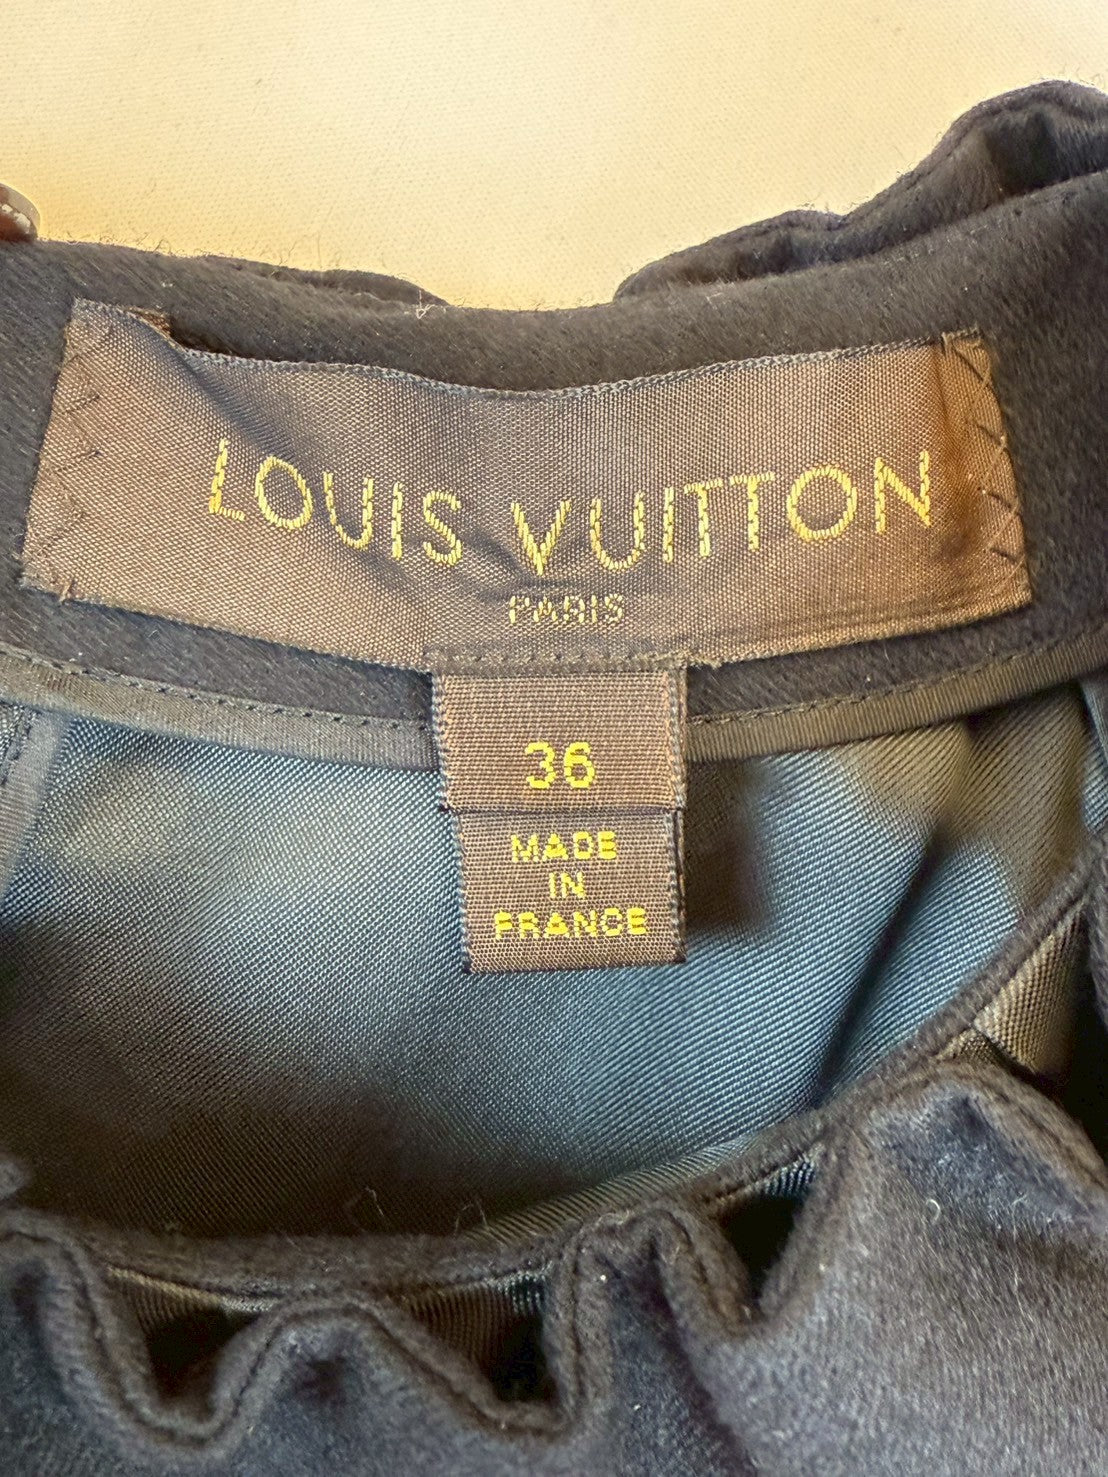 LOUIS VUITTON
PARIS
36
MADE
IN
FRANCE